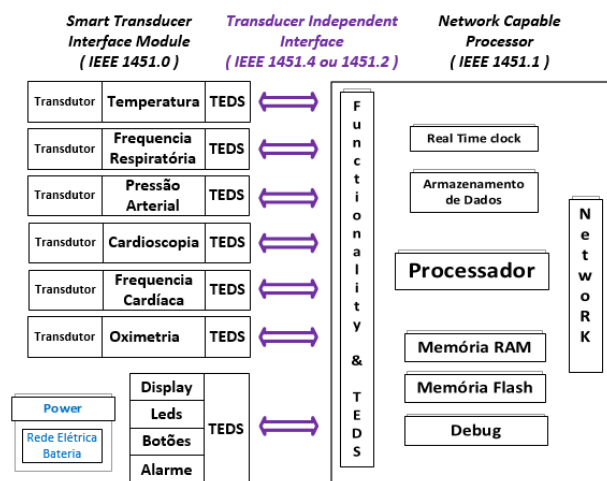 Smart Transducer
Interface Module
( IEEE 1451.0 )
Transducer Independent
Interface
( IEEE 1451.4 ou 1451.2 )
Network Capable
Processor
( IEEE 1451.1 )
Transdutor Temperatura TEDS
Transdutor Frequencia Respiratória TEDS
Transdutor Pressão Arterial TEDS
Transdutor Cardioscopia TEDS
Transdutor Frequencia Cardíaca TEDS
Transdutor Oximetria TEDS
Power
Rede Elétrica
Bateria
Display
Leds
Botões
Alarme
TEDS
Functionality & TEDS
Real Time clock
Armazenamento
de Dados
Processador
Memória RAM
Memória Flash
Debug
NetwoRK